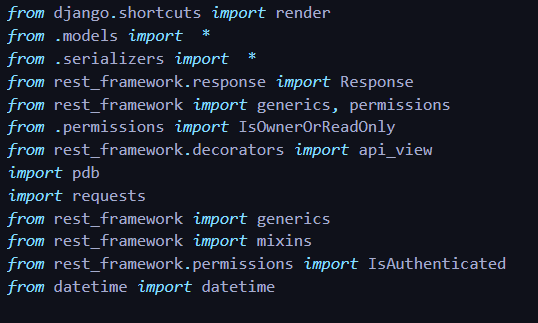 from django.shortcuts import render
from .models import  *
from .serializers import  *
from rest_framework.response import Response
from rest_framework import generics, permissions
from .permissions import IsOwnerOrReadOnly
from rest_framework.decorators import api_view
import pdb
import requests
from rest_framework import generics
from rest_framework import mixins
from rest_framework.permissions import IsAuthenticated
from datetime import datetime